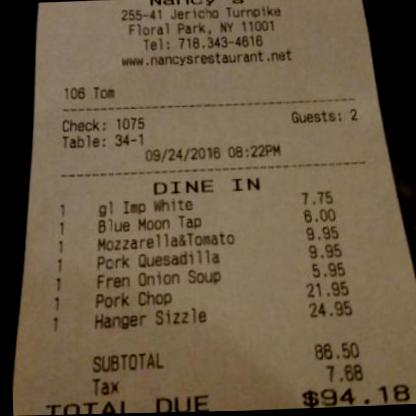 Nancy's
255-41 Jericho Turnpike
Floral Park, NY 11001
Tel: 718.343-4616
www.nancysrestaurant.net
106 Tom
Check: 1075 Guests: 2
Table: 34-1
09/24/2016 08:22PM
DINE IN
1 gl Imp White 7.75
1 Blue Moon Tap 6.00
1 Mozzarella&Tomato 9.95
1 Pork Quesadilla 9.95
1 Fren Onion Soup 5.95
1 Pork Chop 21.95
1 Hanger Sizzle 24.95
SUBTOTAL 86.50
Tax 7.68
TOTAL DUE $94.18